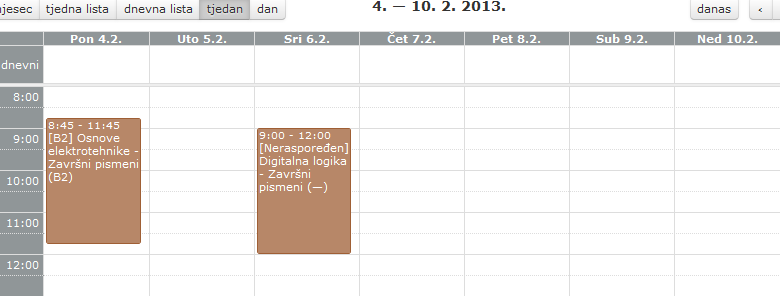 jesec tjedna lista dnevna lista tjedan dan 4. — 10. 2. 2013. danas <
Pon 4.2. Uto 5.2. Sri 6.2. Čet 7.2. Pet 8.2. Sub 9.2. Ned 10.2.
dnevni
8:00
9:00
10:00
11:00
12:00
8:45 - 11:45
[B2] Osnove
elektrotehnike -
Završni pismeni
(B2)
9:00 - 12:00
[Neraspoređen]
Digitalna logika
- Završni
pismeni (—)